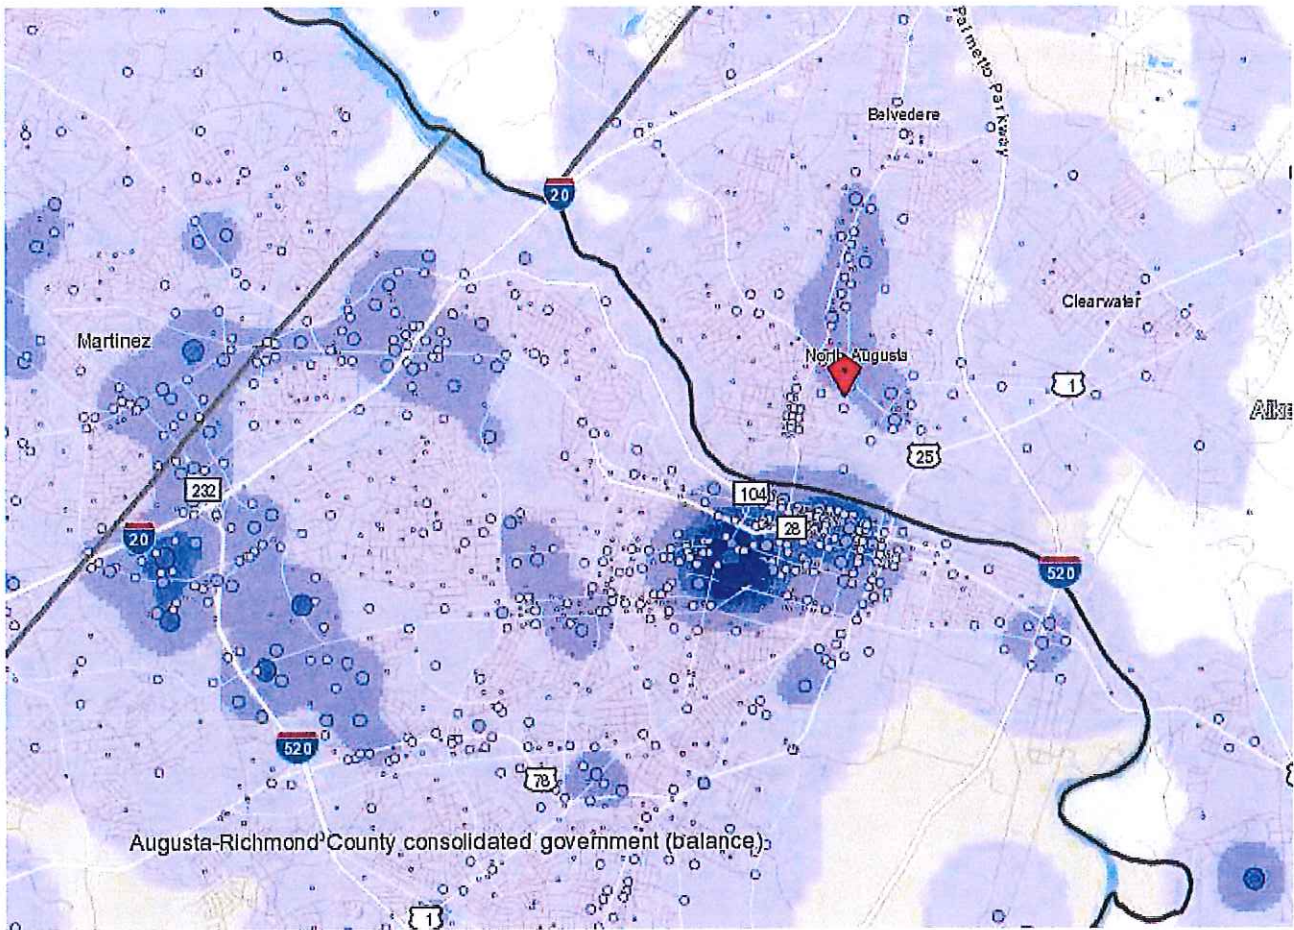 Palmetto Parkway
Belvedere
20
Clearwater
Martinez
North Augusta
1
25
232
104
28
20
520
520
78
Augusta-Richmond County consolidated government (balance)
1